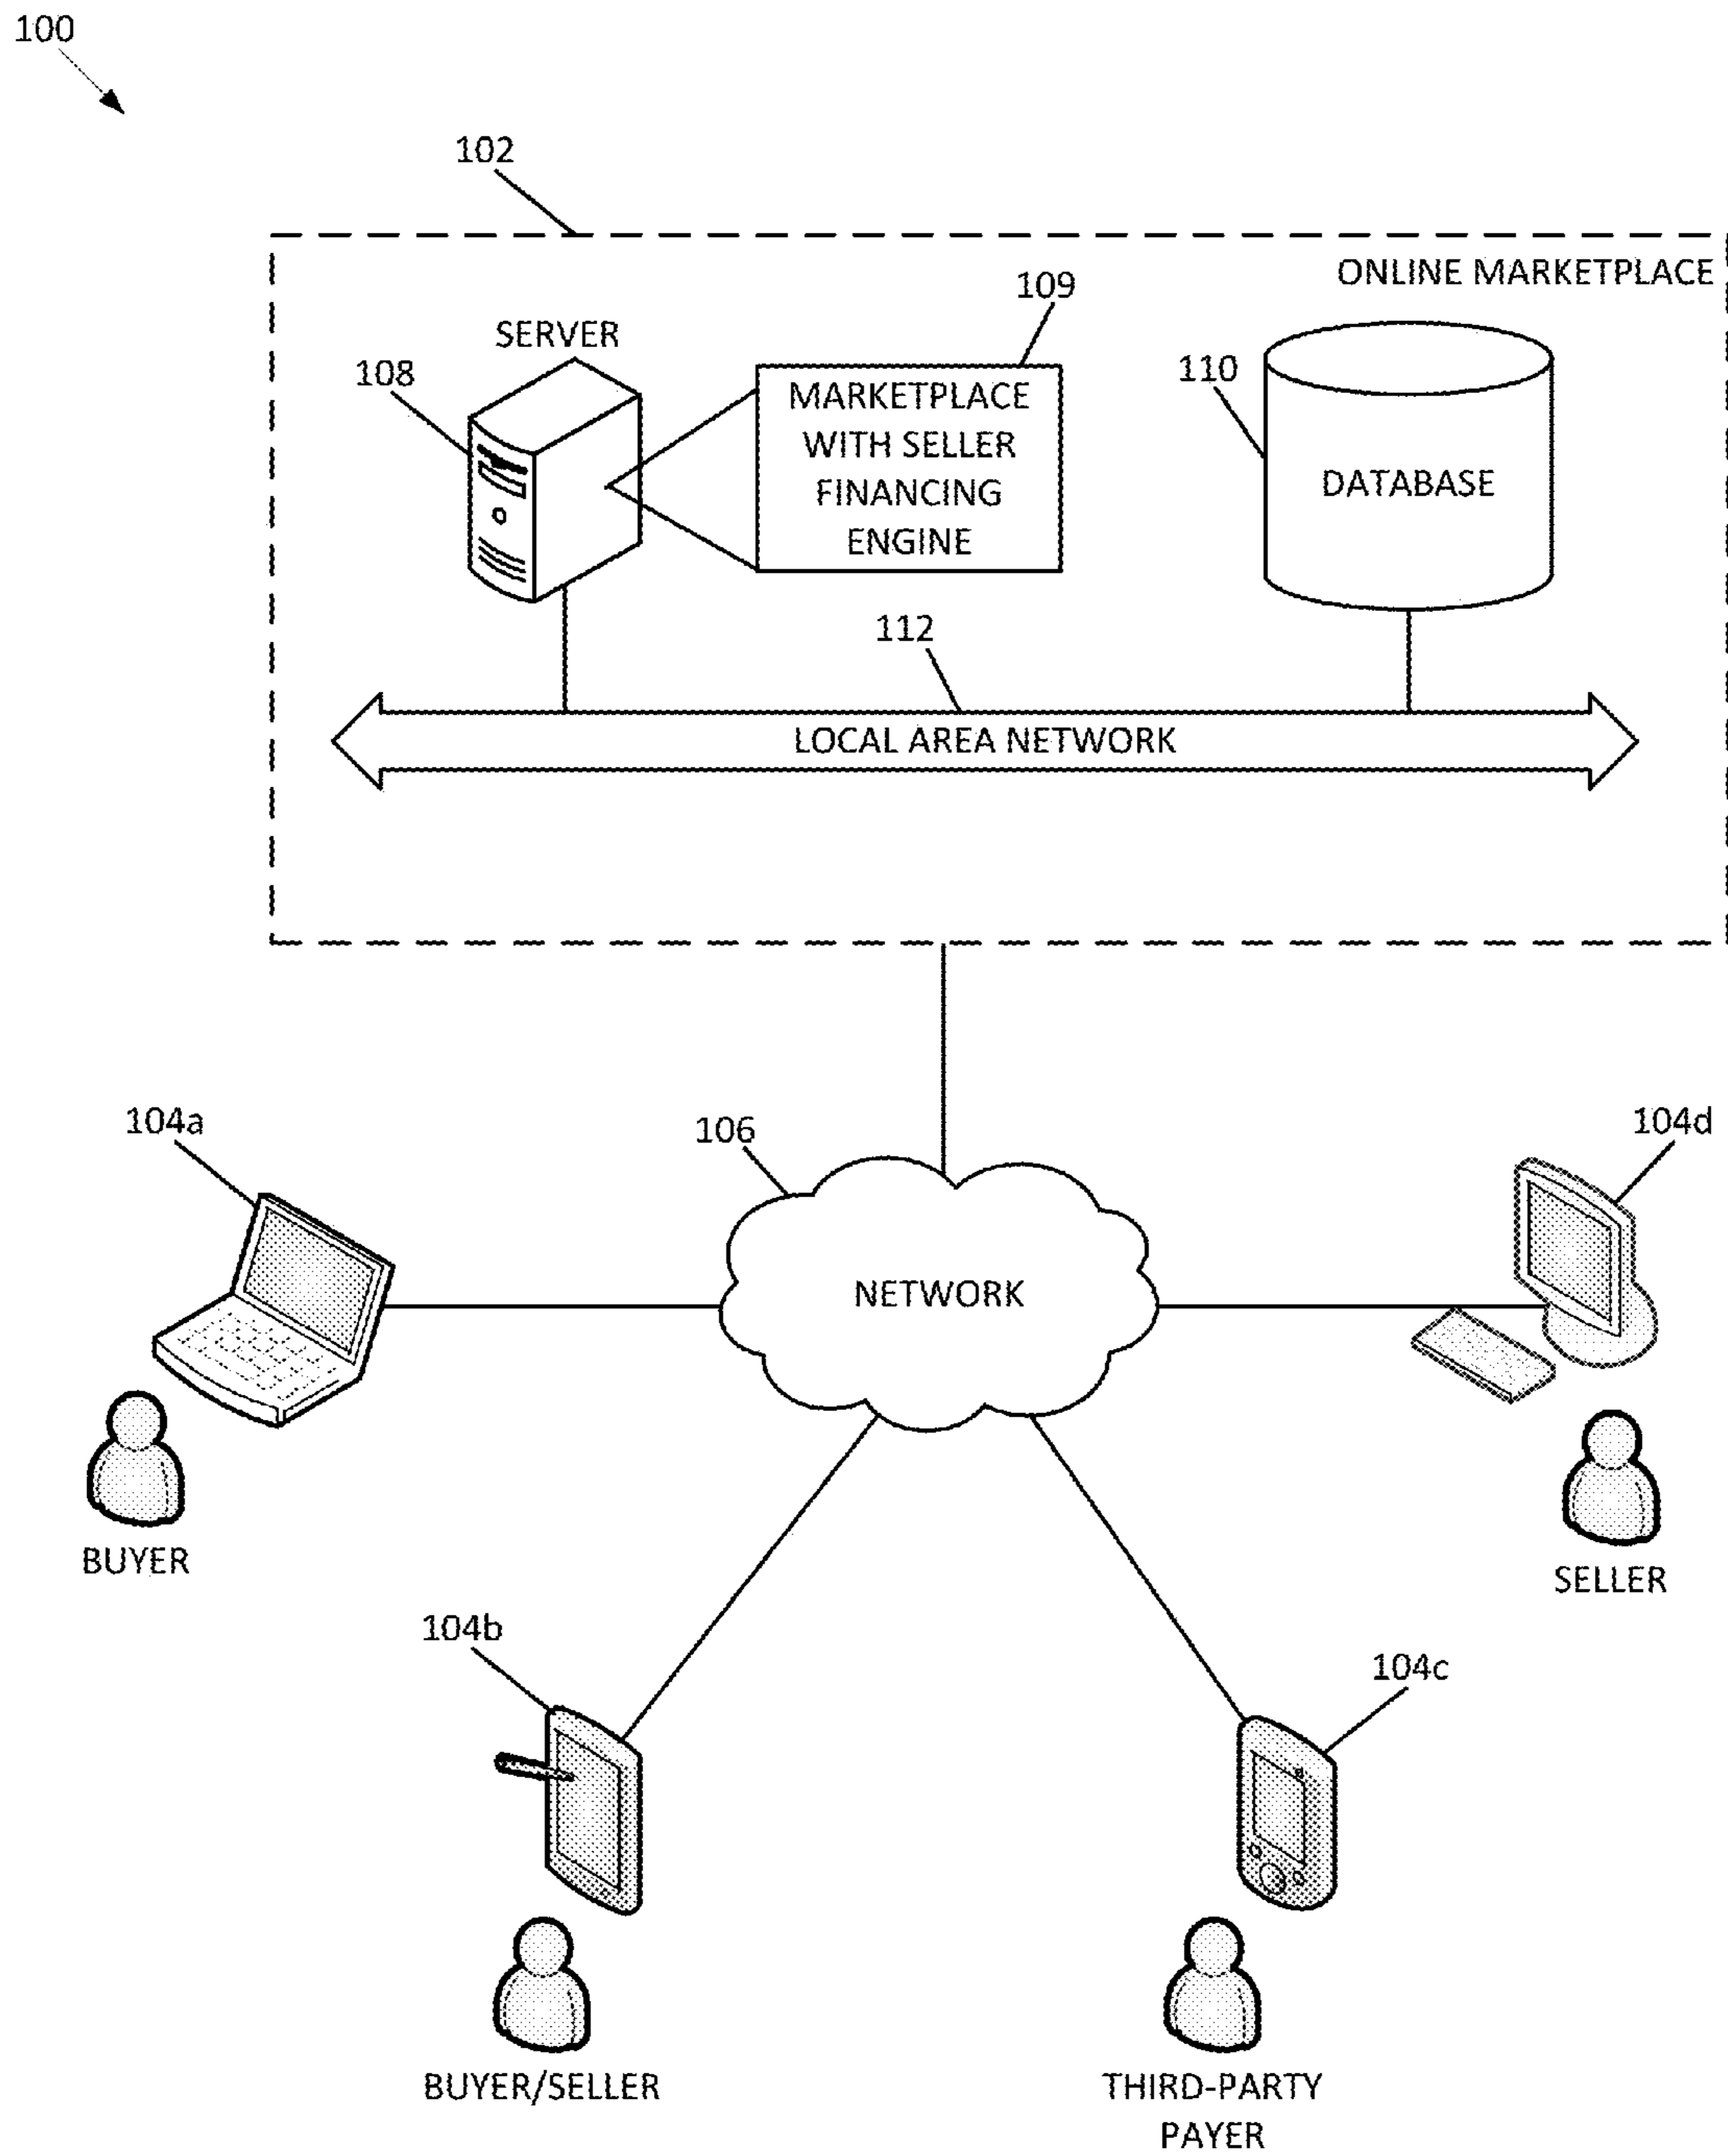 100
102
ONLINE MARKETPLACE
109
SERVER
108
MARKETPLACE
WITH SELLER
FINANCING
ENGINE
110
DATABASE
112
LOCAL AREA NETWORK
104a
106
104d
NETWORK
BUYER
SELLER
104b
104c
BUYER/SELLER
THIRD-PARTY
PAYER